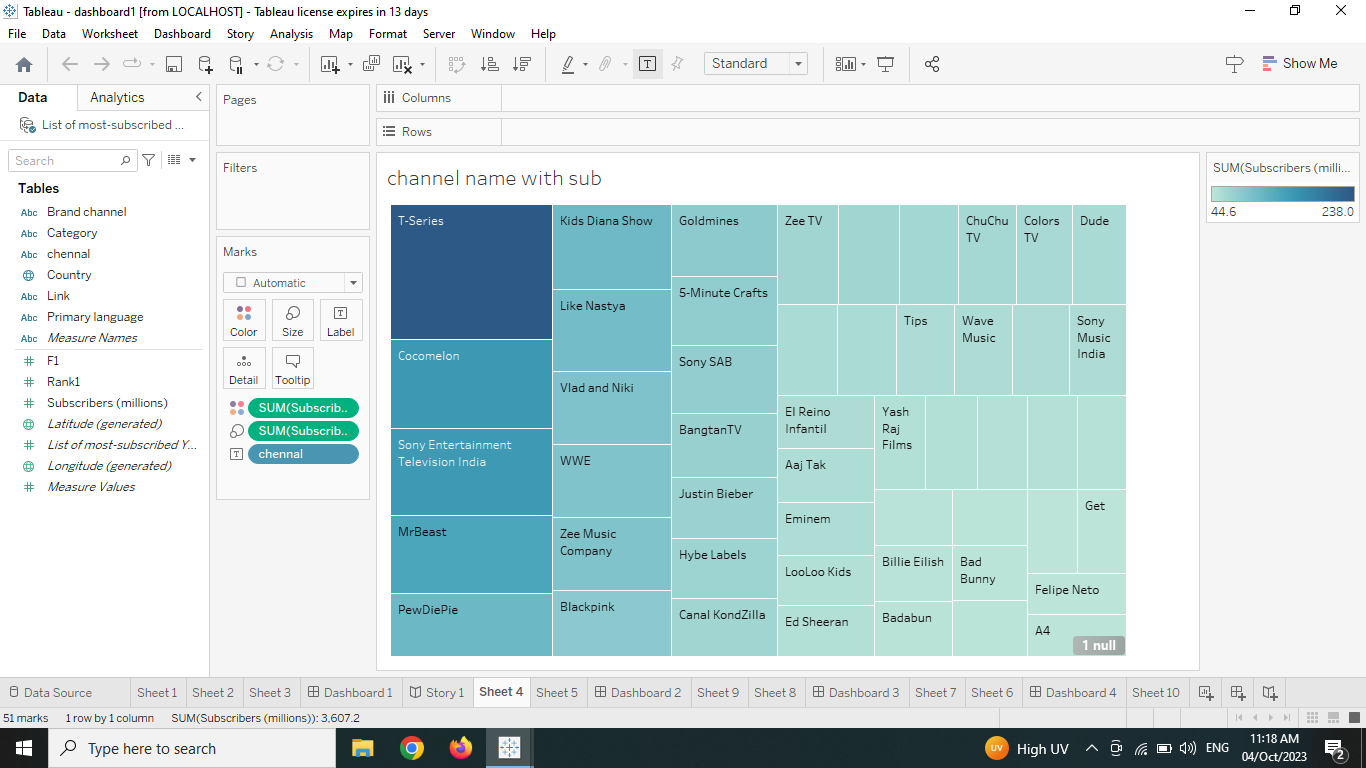 Tableau - dashboard1 [from LOCALHOST] - Tableau license expires in 13 days
File Data Worksheet Dashboard Story Analysis Map Format Server Window Help
Standard
Show Me
Data Analytics
List of most-subscribed ...
Search
Tables
Abc Brand channel
Abc Category
Abc chennal
Country
Abc Link
Abc Primary language
Abc Measure Names
F1
Rank1
Subscribers (millions)
Latitude (generated)
List of most-subscribed Y...
Longitude (generated)
Measure Values
Pages
Filters
Marks
Automatic
Color Size Label
Detail Tooltip
SUM(Subscrib..
SUM(Subscrib..
chennal
Columns
Rows
channel name with sub
T-Series
Cocomelon
Sony Entertainment
Television India
MrBeast
PewDiePie
Kids Diana Show
Like Nastya
Vlad and Niki
WWE
Zee Music
Company
Blackpink
Goldmines
5-Minute Crafts
Sony SAB
BangtanTV
Justin Bieber
Hybe Labels
Canal KondZilla
Zee TV
ChuChu
TV
Colors
TV
Dude
Tips
Wave
Music
Sony
Music
India
El Reino
Infantil
Aaj Tak
Eminem
LooLoo Kids
Ed Sheeran
Yash
Raj
Films
Get
Billie Eilish
Bad
Bunny
Badabun
Felipe Neto
A4
1 null
SUM(Subscribers (milli...
44.6 238.0
Data Source Sheet 1 Sheet 2 Sheet 3 Dashboard 1 Story 1 Sheet 4 Sheet 5 Dashboard 2 Sheet 9 Sheet 8 Dashboard 3 Sheet 7 Sheet 6 Dashboard 4 Sheet 10
51 marks 1 row by 1 column SUM(Subscribers (millions)): 3,607.2
Type here to search
UV High UV
ENG
11:18 AM
04/Oct/2023
2